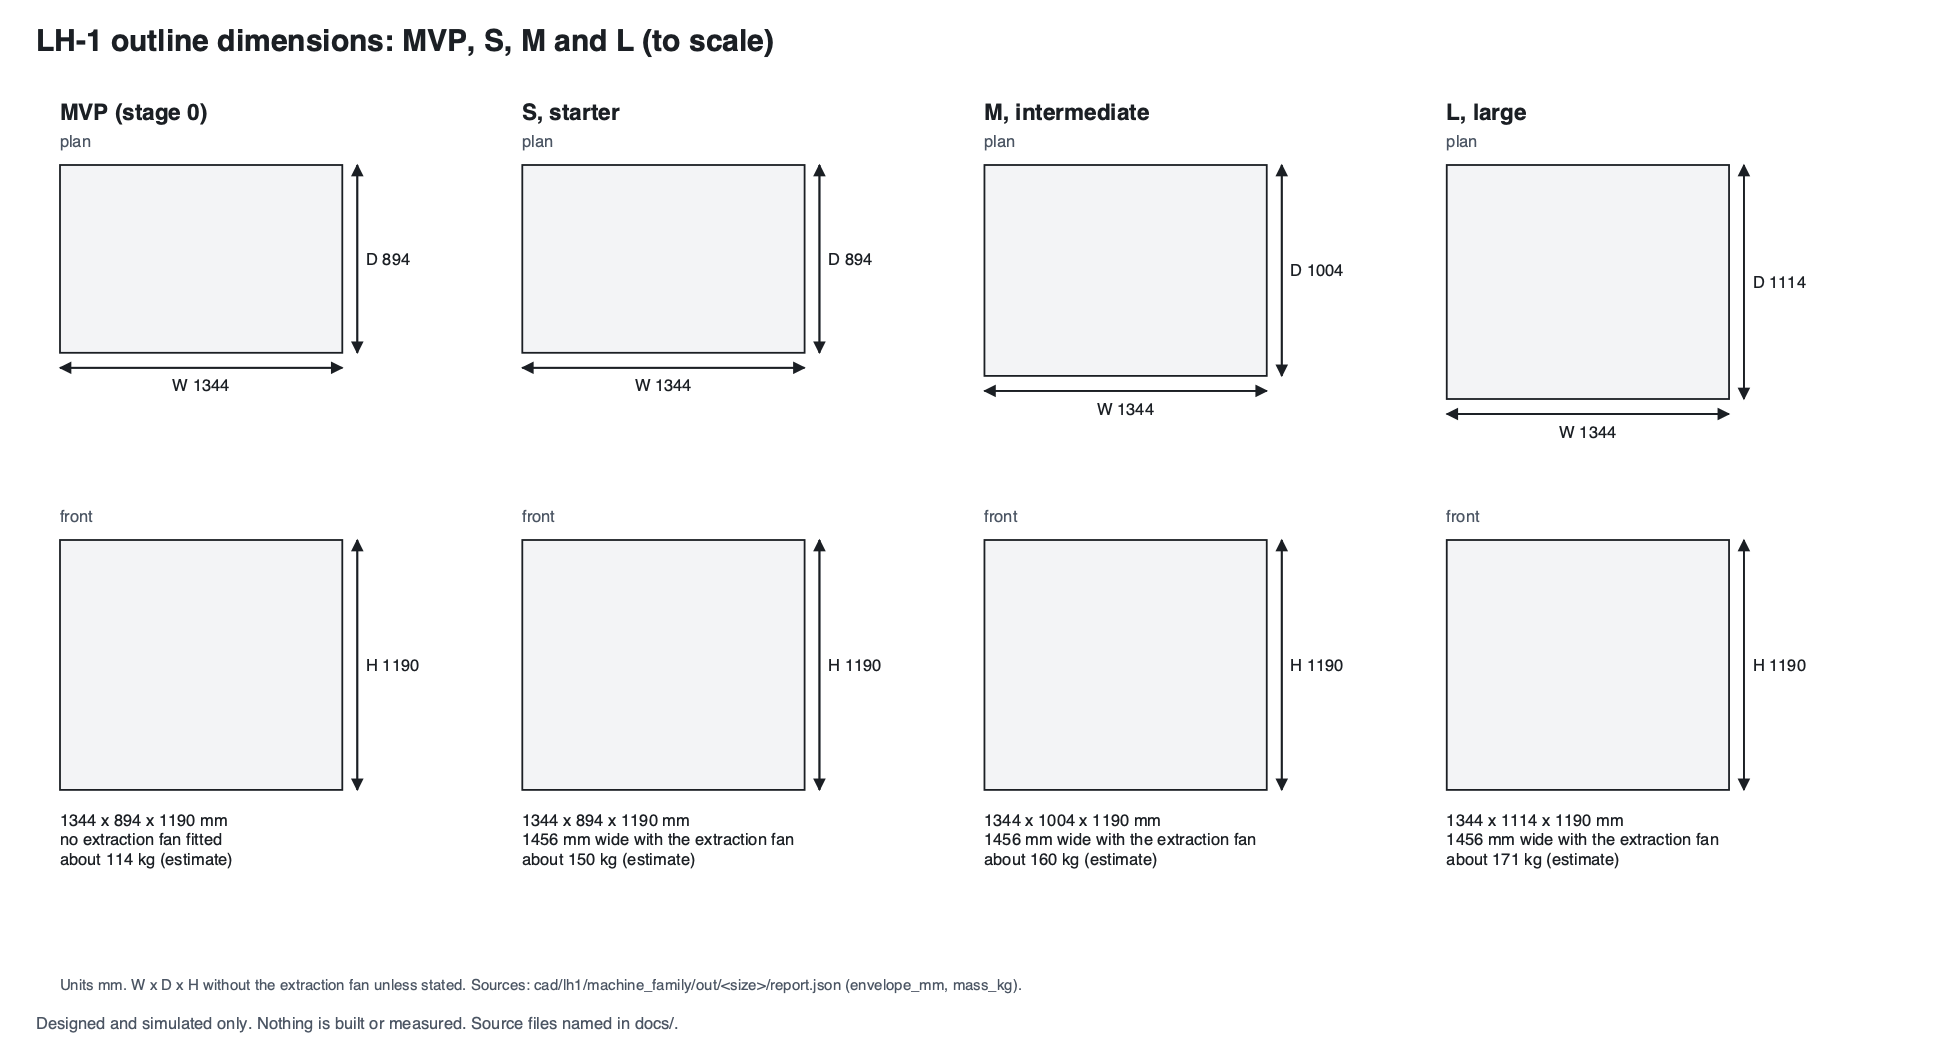 LH-1 outline dimensions: MVP, S, M and L (to scale)
MVP (stage 0)
plan
D 894
W 1344
S, starter
plan
D 894
W 1344
M, intermediate
plan
D 1004
W 1344
L, large
plan
D 1114
W 1344
front
H 1190
1344 x 894 x 1190 mm
no extraction fan fitted
about 114 kg (estimate)
front
H 1190
1344 x 894 x 1190 mm
1456 mm wide with the extraction fan
about 150 kg (estimate)
front
H 1190
1344 x 1004 x 1190 mm
1456 mm wide with the extraction fan
about 160 kg (estimate)
front
H 1190
1344 x 1114 x 1190 mm
1456 mm wide with the extraction fan
about 171 kg (estimate)
Units mm. W x D x H without the extraction fan unless stated. Sources: cad/lh1/machine_family/out/<size>/report.json (envelope_mm, mass_kg).
Designed and simulated only. Nothing is built or measured. Source files named in docs/.